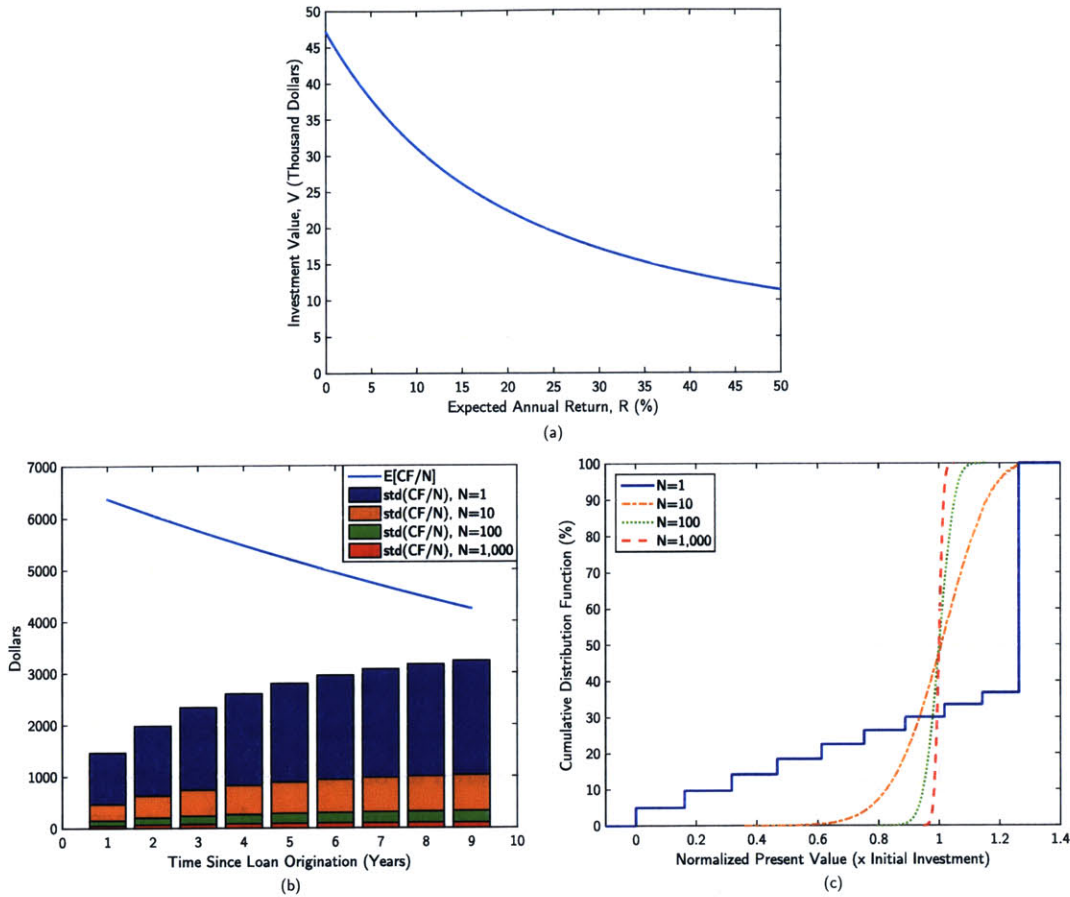 50
45
40
35
30
25
20
15
10
5
0
Investment Value, V (Thousand Dollars)
0 5 10 15 20 25 30 35 40 45 50
Expected Annual Return, R (%)
(a)
7000
6000
5000
4000
3000
2000
1000
0
Dollars
E[CF/N]
std(CF/N), N=1
std(CF/N), N=10
std(CF/N), N=100
std(CF/N), N=1,000
0 1 2 3 4 5 6 7 8 9 10
Time Since Loan Origination (Years)
(b)
100
90
80
70
60
50
40
30
20
10
0
Cumulative Distribution Function (%)
N=1
N=10
N=100
N=1,000
0 0.2 0.4 0.6 0.8 1 1.2 1.4
Normalized Present Value (x Initial Investment)
(c)